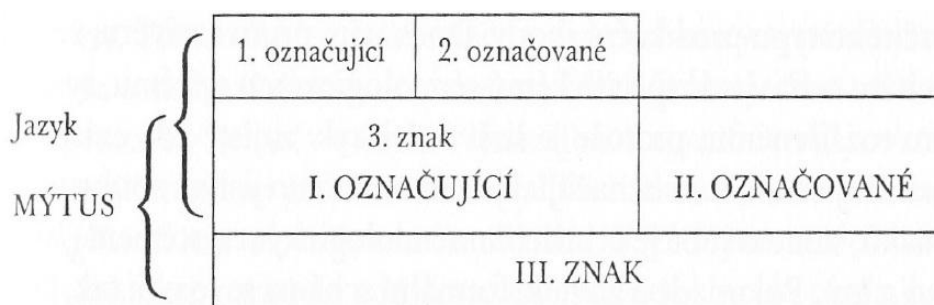 1. označující 2. označované
Jazyk
3. znak
MÝTUS I. OZNAČUJÍCÍ II. OZNAČOVANÉ
III. ZNAK